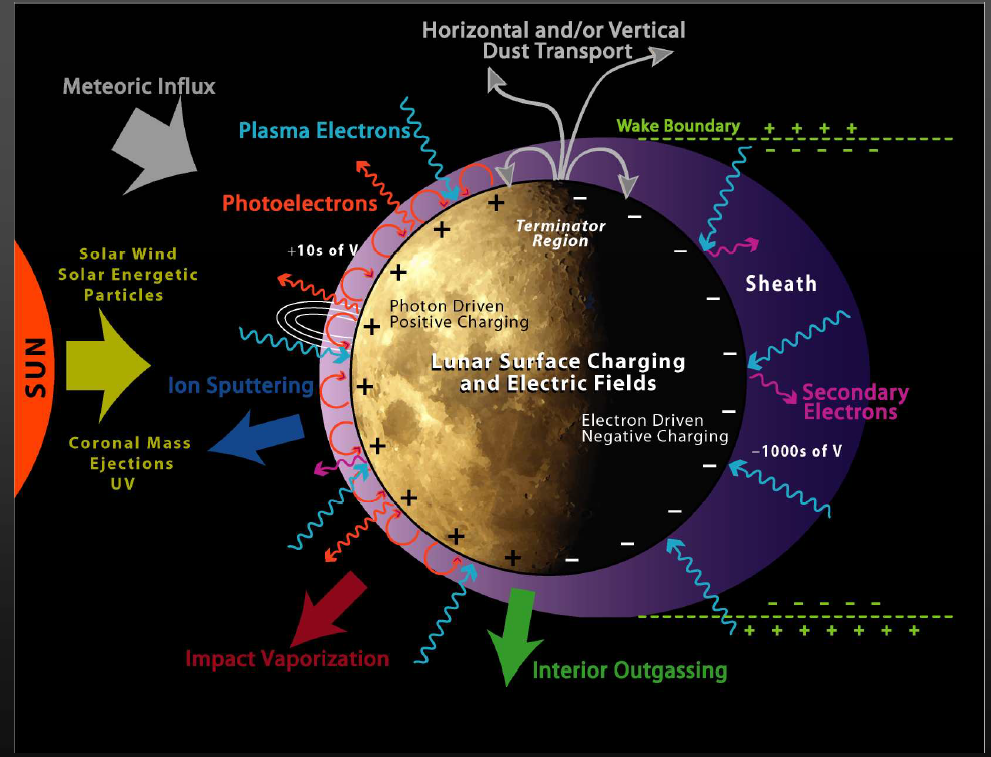 Horizontal and/or Vertical
Dust Transport
Meteoric Influx
Plasma Electrons
Wake Boundary
+ + + +
− − − − −
Photoelectrons
Terminator
Region
+10s of V
Solar Wind
Solar Energetic
Particles
Sheath
Photon Driven
Positive Charging
SUN
Lunar Surface Charging
and Electric Fields
Ion Sputtering
Secondary
Electrons
Electron Driven
Negative Charging
Coronal Mass
Ejections
UV
−1000s of V
− − − − −
+ + + + + + +
Impact Vaporization
Interior Outgassing